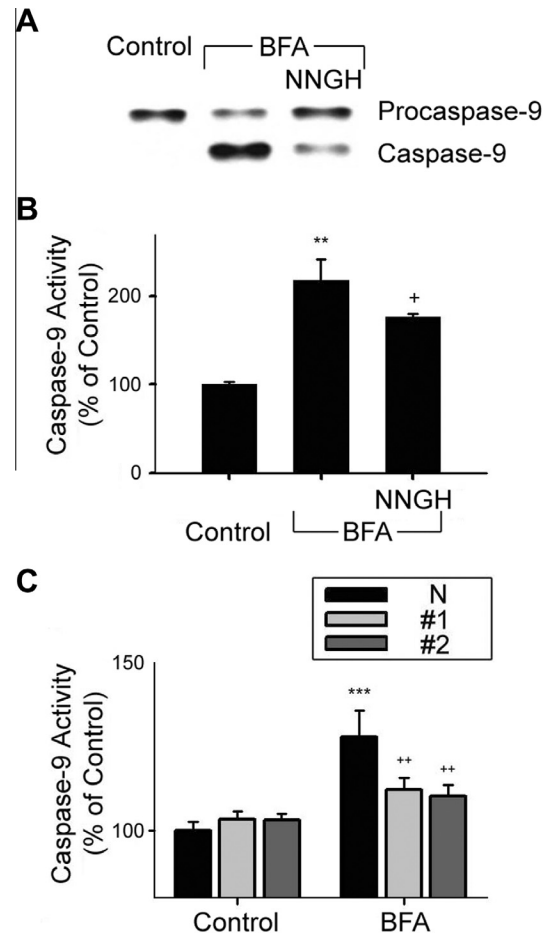 A
Control
BFA
NNGH
Procaspase-9
Caspase-9
B
Caspase-9 Activity
(% of Control)
200
100
0
**
+
NNGH
Control
BFA
C
N
#1
#2
Caspase-9 Activity
(% of Control)
150
100
***
++
++
Control
BFA